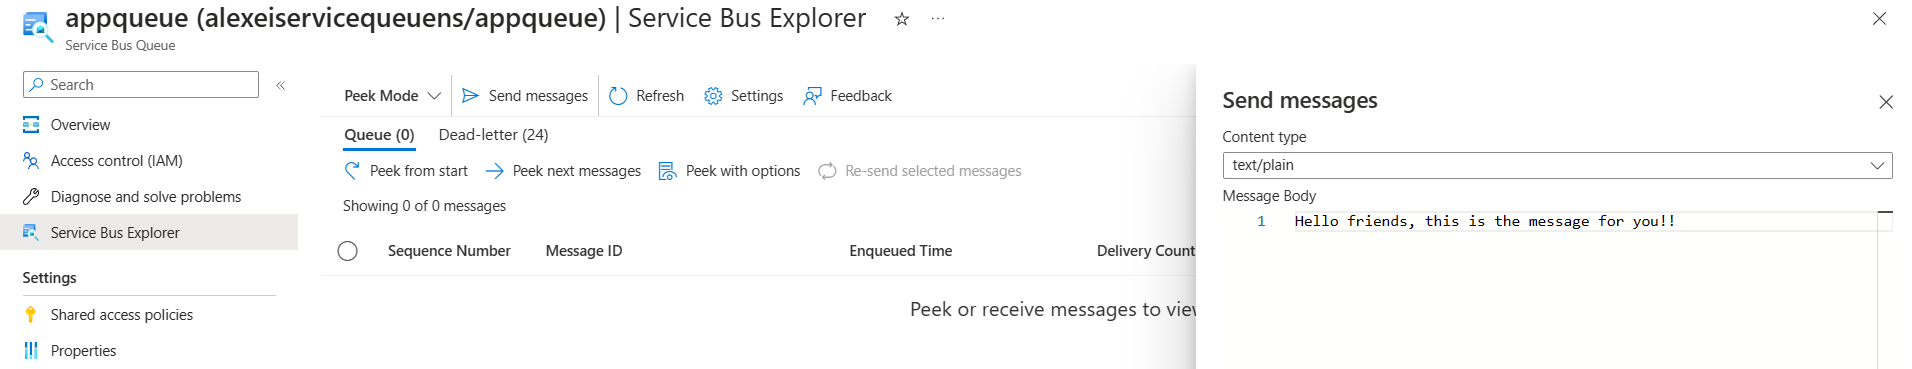 appqueue (alexeiservicequeuens/appqueue) | Service Bus Explorer
Service Bus Queue
Search
Overview
Access control (IAM)
Diagnose and solve problems
Service Bus Explorer
Settings
Shared access policies
Properties
Peek Mode Send messages Refresh Settings Feedback
Queue (0) Dead-letter (24)
Peek from start Peek next messages Peek with options Re-send selected messages
Showing 0 of 0 messages
Sequence Number Message ID Enqueued Time Delivery Count
Peek or receive messages to view
Send messages
Content type
text/plain
Message Body
1 Hello friends, this is the message for you!!